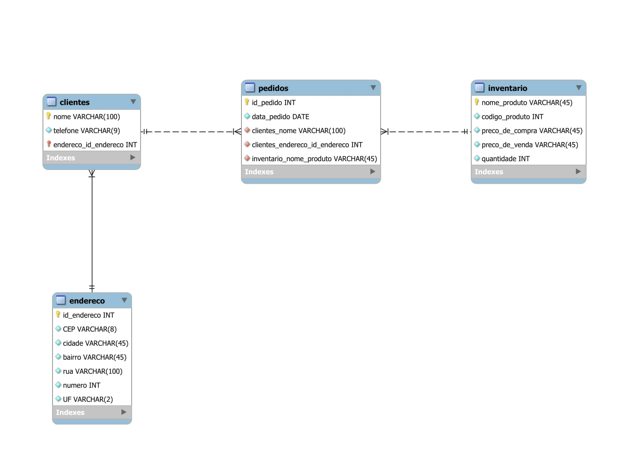 clientes
nome VARCHAR(100)
telefone VARCHAR(9)
endereco_id_endereco INT
Indexes
pedidos
id_pedido INT
data_pedido DATE
clientes_nome VARCHAR(100)
clientes_endereco_id_endereco INT
inventario_nome_produto VARCHAR(45)
Indexes
inventario
nome_produto VARCHAR(45)
codigo_produto INT
preco_de_compra VARCHAR(45)
preco_de_venda VARCHAR(45)
quantidade INT
Indexes
endereco
id_endereco INT
CEP VARCHAR(8)
cidade VARCHAR(45)
bairro VARCHAR(45)
rua VARCHAR(100)
numero INT
UF VARCHAR(2)
Indexes